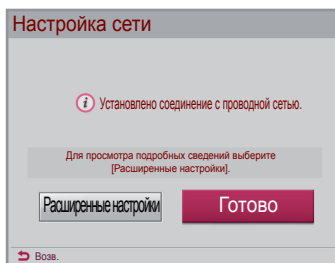 Настройка сети
Установлено соединение с проводной сетью.
Для просмотра подробных сведений выберите
[Расширенные настройки].
Расширенные настройки
Готово
Возв.